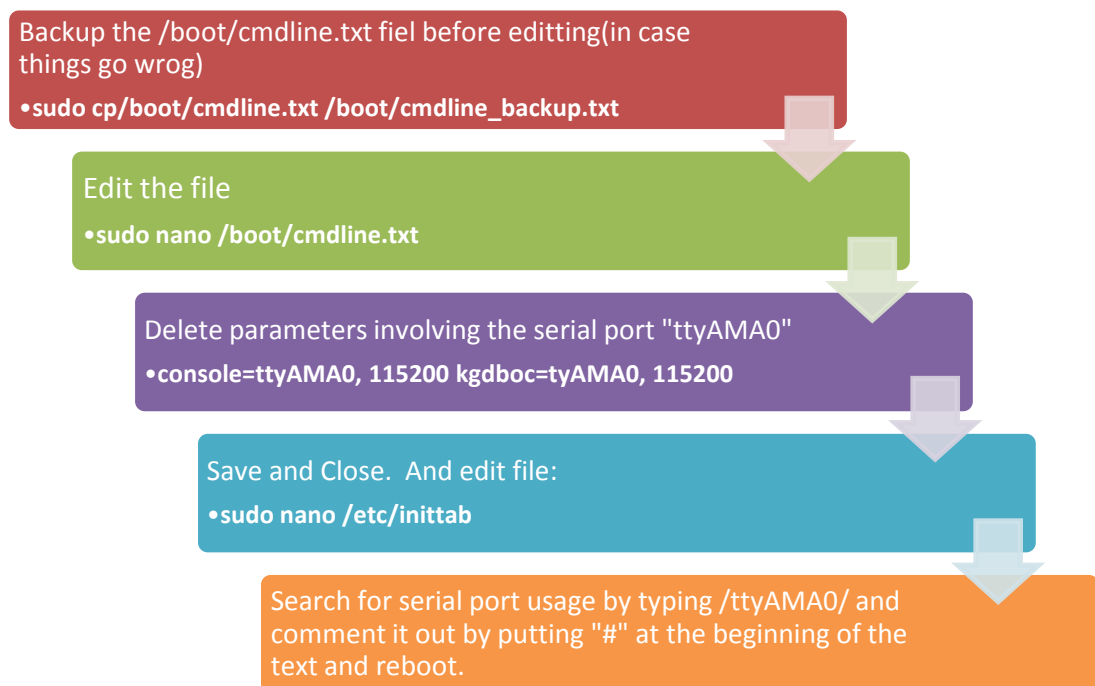 Backup the /boot/cmdline.txt fiel before editting(in case
things go wrog)
•sudo cp/boot/cmdline.txt /boot/cmdline_backup.txt
Edit the file
•sudo nano /boot/cmdline.txt
Delete parameters involving the serial port "ttyAMA0"
•console=ttyAMA0, 115200 kgdboc=tyAMA0, 115200
Save and Close.  And edit file:
•sudo nano /etc/inittab
Search for serial port usage by typing /ttyAMA0/ and
comment it out by putting "#" at the beginning of the
text and reboot.